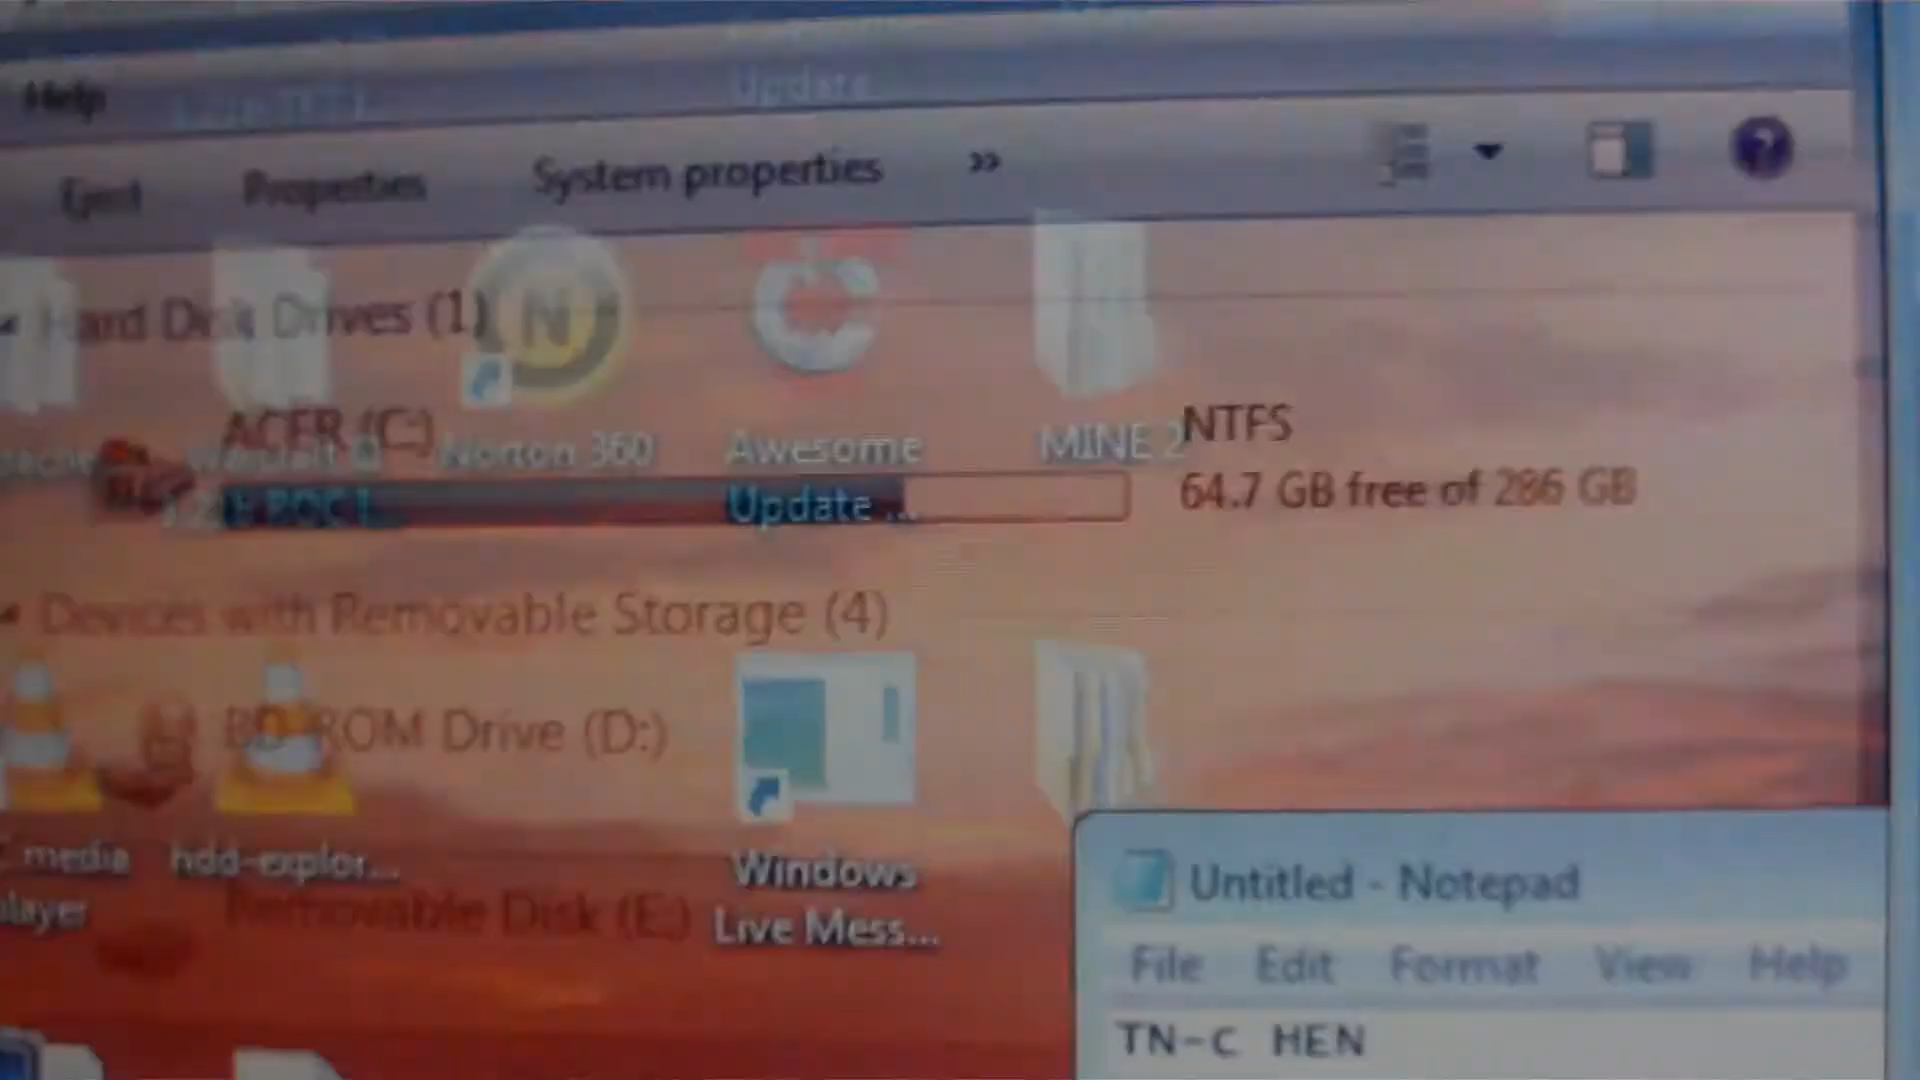 Update...
Help
Eject Properties System properties »
Hard Disk Drives (1)
ACER (C:)
NTFS
Norton 360
Awesome
Update ...
MINE 2
64.7 GB free of 286 GB
Devices with Removable Storage (4)
BD-ROM Drive (D:)
media
player
hdd-explor...
Windows
Live Mess...
Removable Disk (E:)
Untitled - Notepad
File Edit Format View Help
TN-C HEN